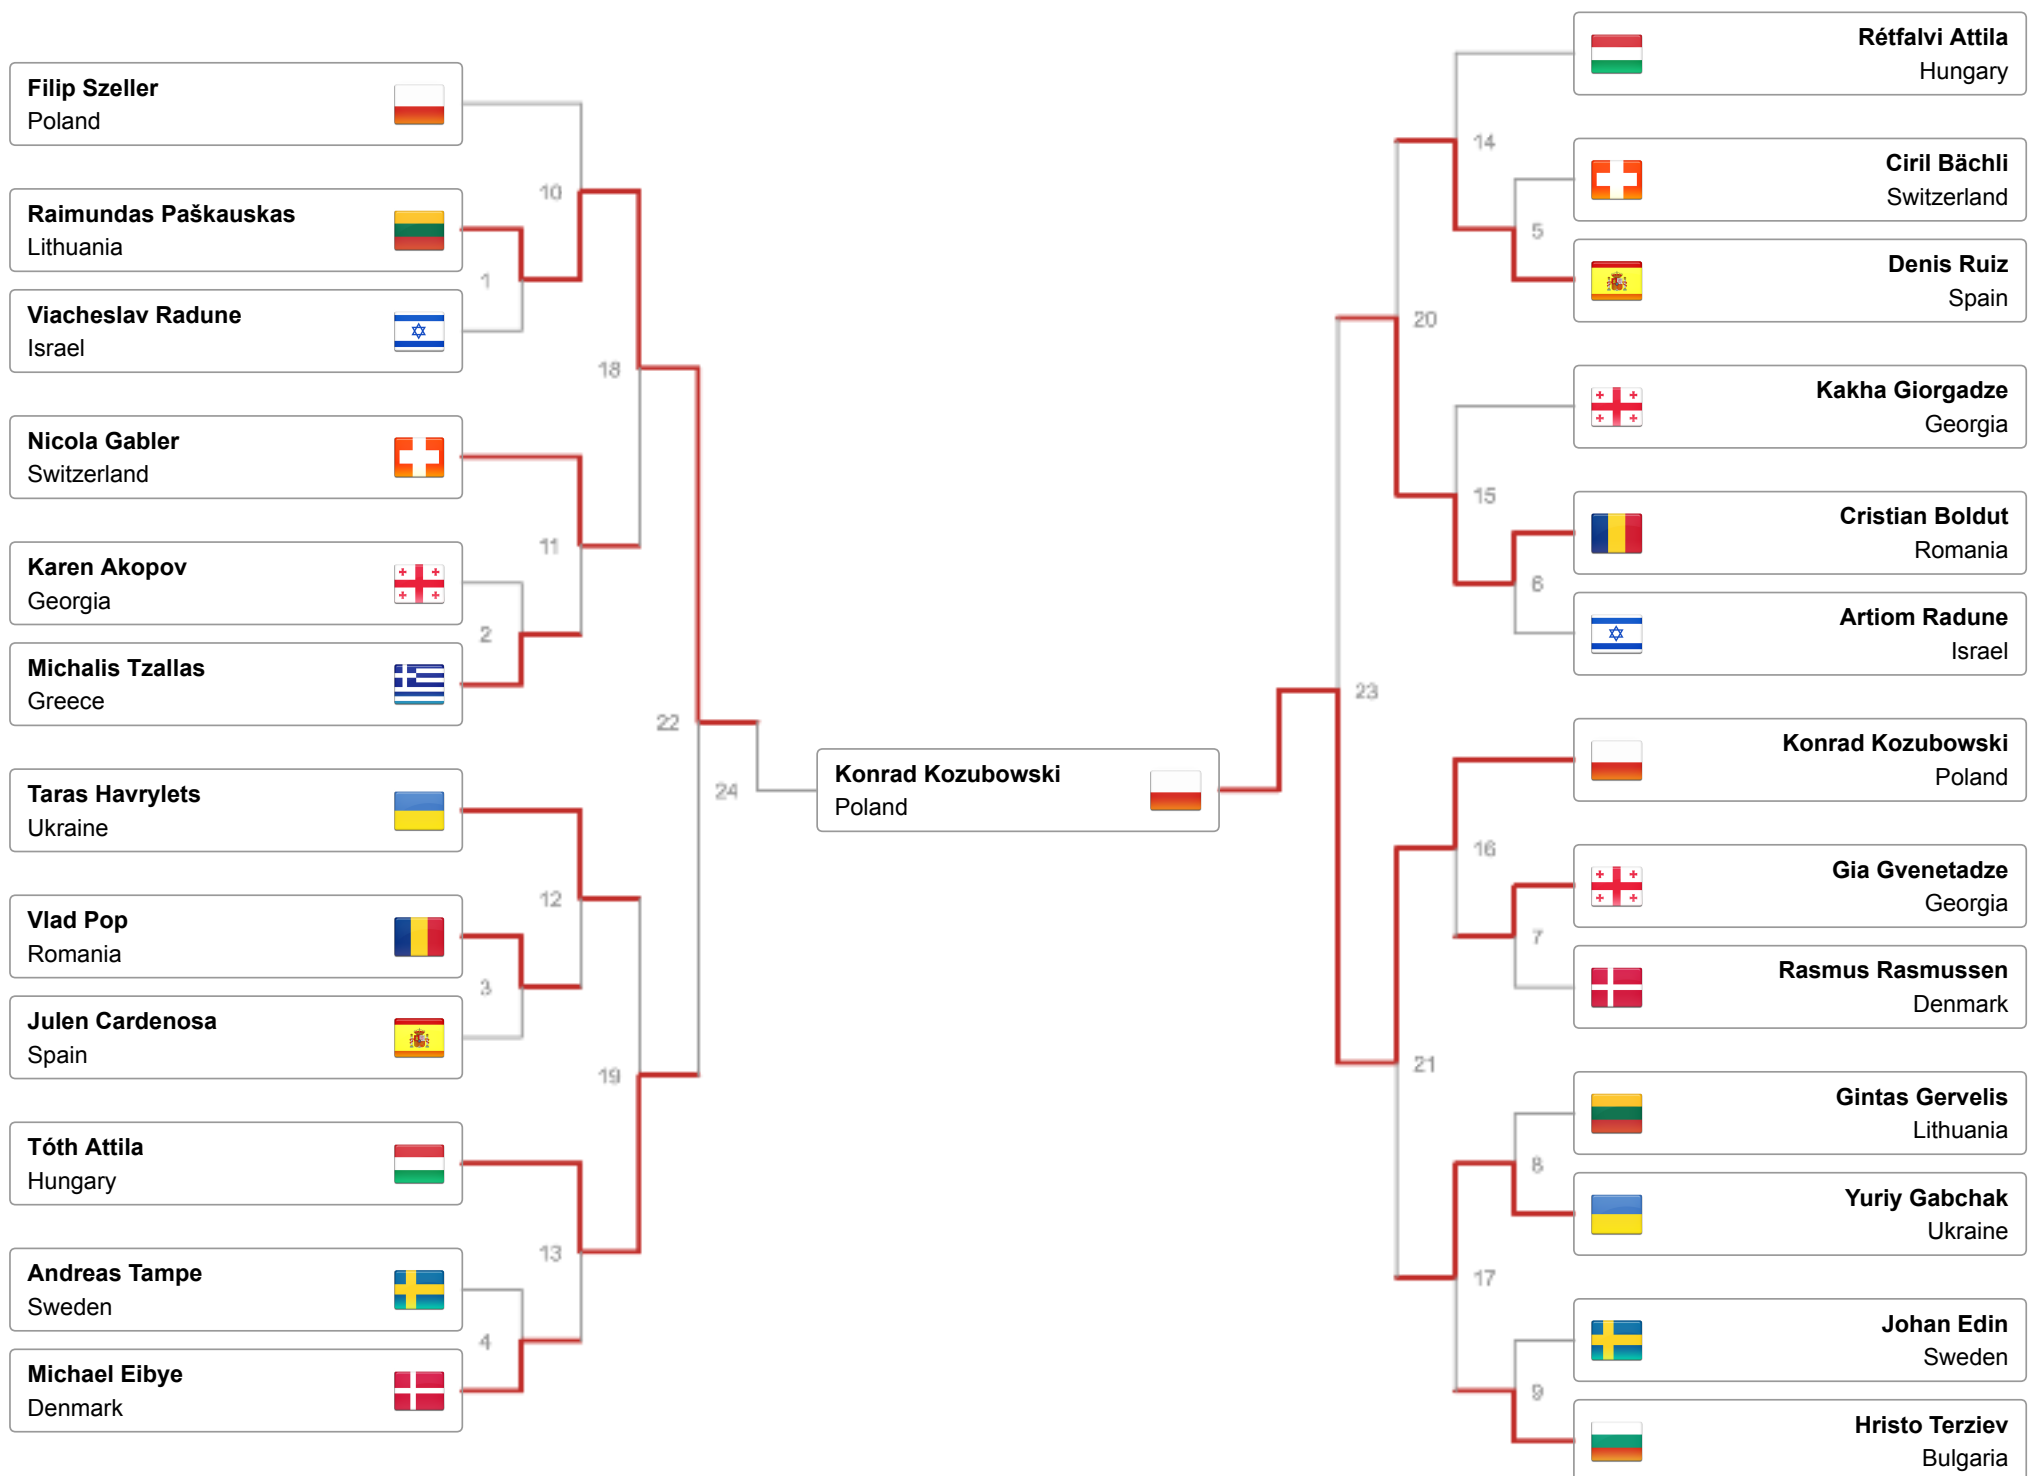 Filip Szeller
Poland
Raimundas Paškauskas
Lithuania
Viacheslav Radune
Israel
Nicola Gabler
Switzerland
Karen Akopov
Georgia
Michalis Tzallas
Greece
Taras Havrylets
Ukraine
Vlad Pop
Romania
Julen Cardenosa
Spain
Tóth Attila
Hungary
Andreas Tampe
Sweden
Michael Eibye
Denmark
1
2
3
4
10
11
12
13
18
19
22
24
Konrad Kozubowski
Poland
23
20
21
14
15
16
17
5
6
7
8
9
Rétfalvi Attila
Hungary
Ciril Bächli
Switzerland
Denis Ruiz
Spain
Kakha Giorgadze
Georgia
Cristian Boldut
Romania
Artiom Radune
Israel
Konrad Kozubowski
Poland
Gia Gvenetadze
Georgia
Rasmus Rasmussen
Denmark
Gintas Gervelis
Lithuania
Yuriy Gabchak
Ukraine
Johan Edin
Sweden
Hristo Terziev
Bulgaria